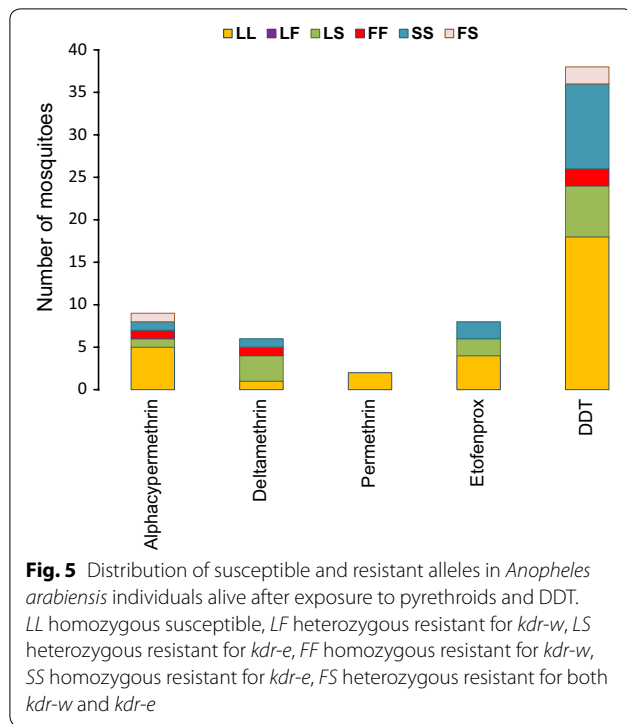 LL LF LS FF SS FS
40
35
30
25
20
15
10
5
0
Number of mosquitoes
Alphacypermethrin
Deltamethrin
Permethrin
Etofenprox
DDT
Fig. 5 Distribution of susceptible and resistant alleles in Anopheles
arabiensis individuals alive after exposure to pyrethroids and DDT.
LL homozygous susceptible, LF heterozygous resistant for kdr-w, LS
heterozygous resistant for kdr-e, FF homozygous resistant for kdr-w,
SS homozygous resistant for kdr-e, FS heterozygous resistant for both
kdr-w and kdr-e